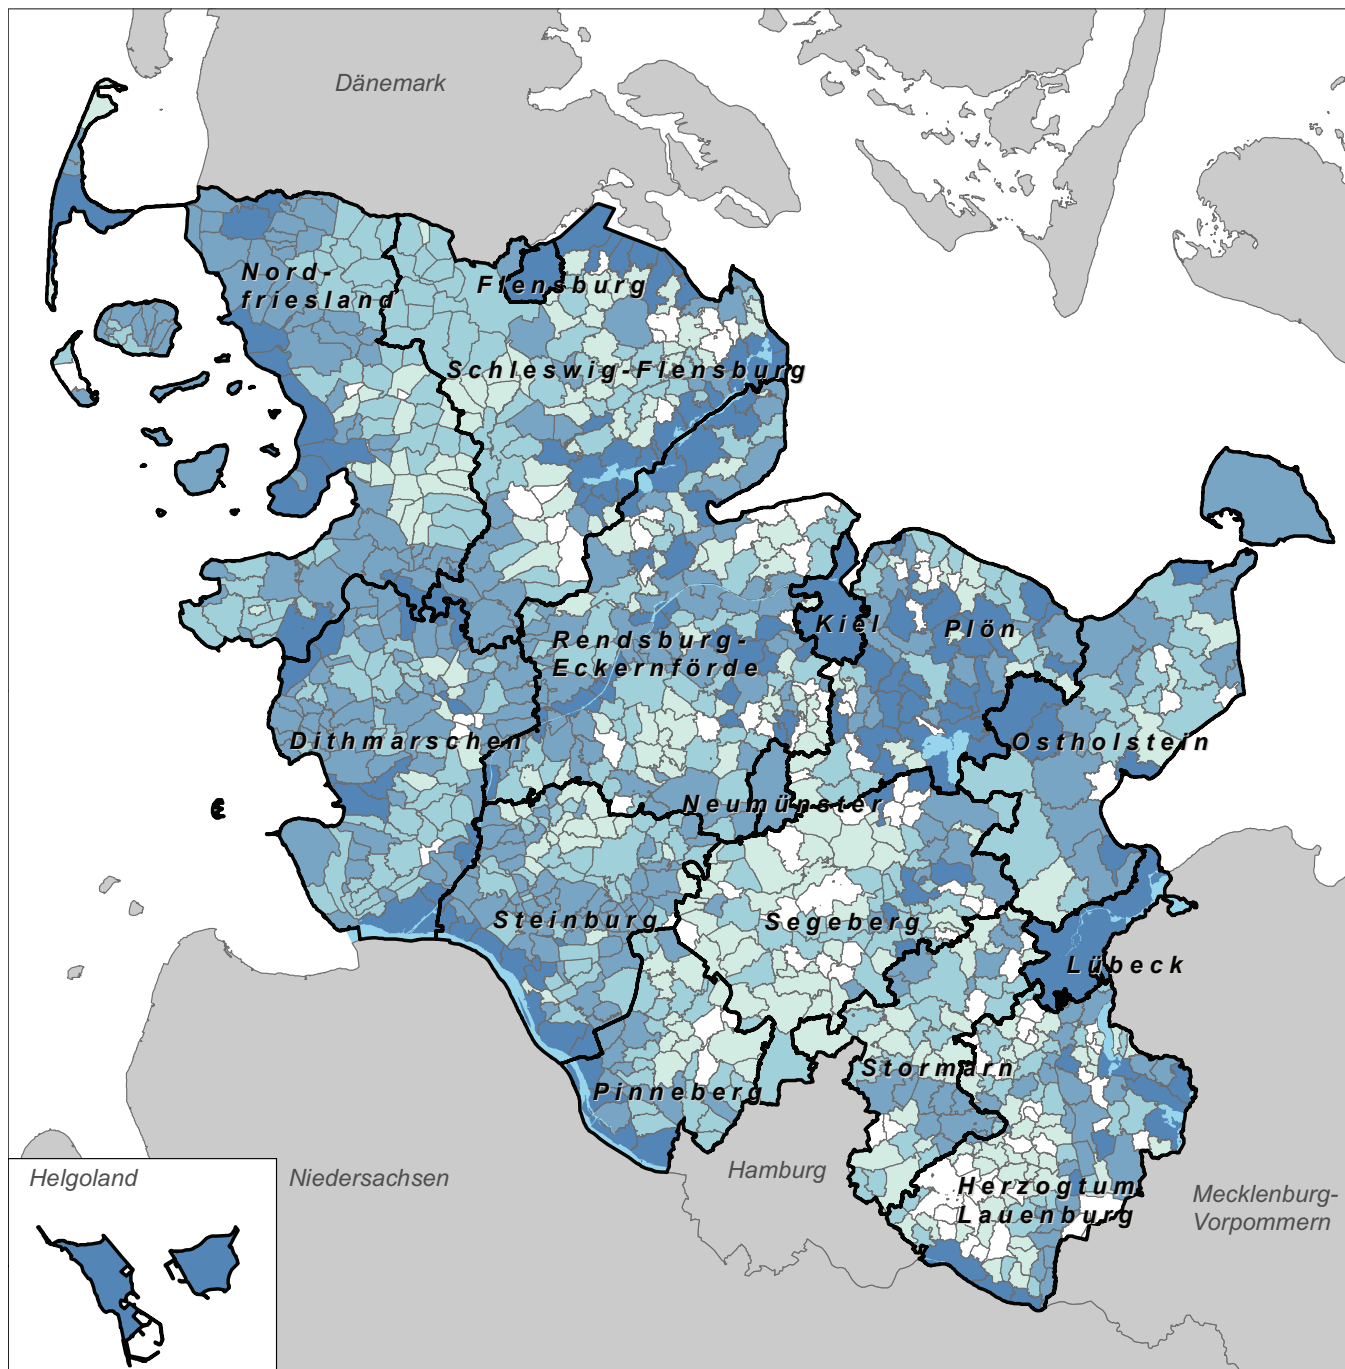 Dänemark
Nord-
friesland
Flensburg
Schleswig-Flensburg
Rendsburg-
Eckernförde
Kiel
Plön
Dithmarschen
Ostholstein
Neumünster
Steinburg
Segeberg
Lübeck
Pinneberg
Stormarn
Helgoland
Niedersachsen
Hamburg
Herzogtum
Lauenburg
Mecklenburg-
Vorpommern